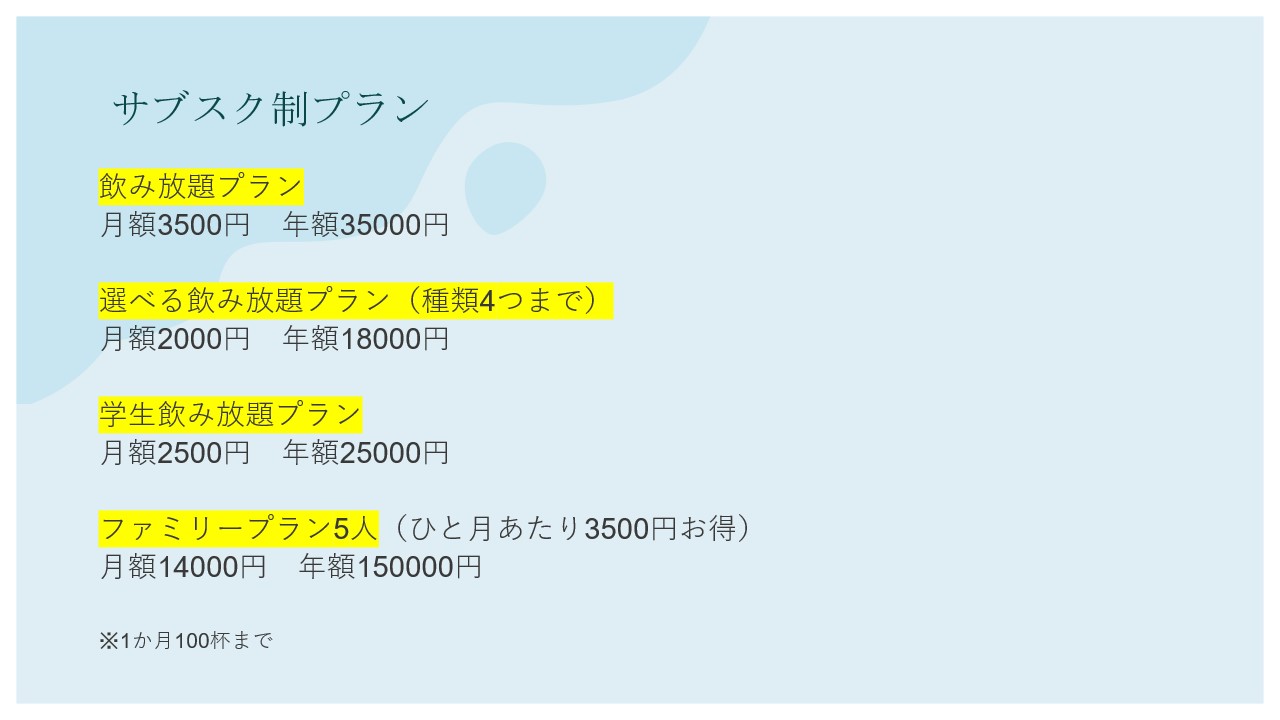 サブスク制プラン
飲み放題プラン
月額3500円　年額35000円
選べる飲み放題プラン（種類4つまで）
月額2000円　年額18000円
学生飲み放題プラン
月額2500円　年額25000円
ファミリープラン5人（ひと月あたり3500円お得）
月額14000円　年額150000円
※1か月100杯まで